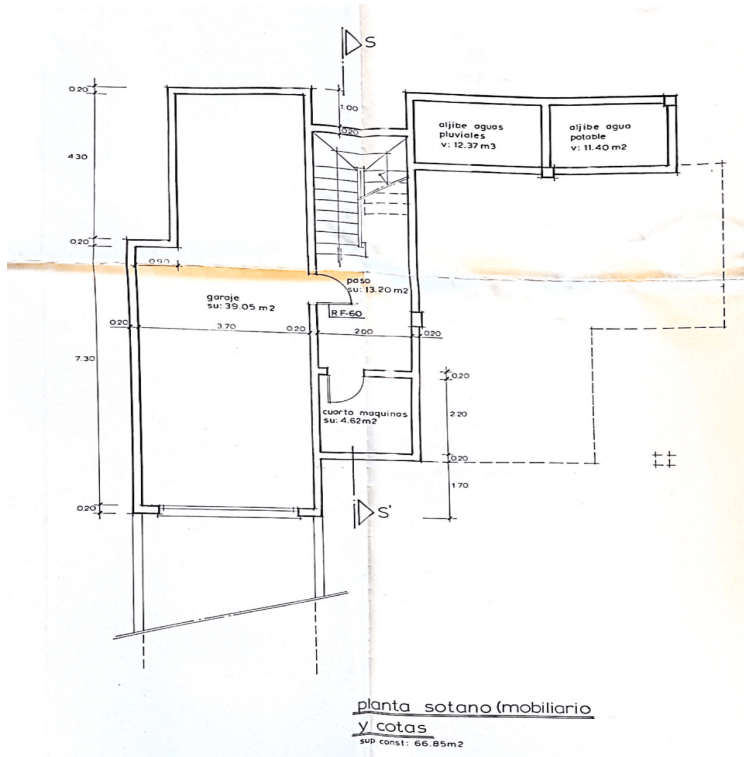 S
0.20
1.00
0.20
aljibe aguas
pluviales
v: 12.37 m3
aljibe agua
potable
v: 11.40 m2
4.30
0.20
0.90
paso
su: 13.20 m2
garaje
su: 39.05 m2
RF-60
0.20
3.70
0.20
2.00
0.20
7.30
0.20
cuarto maquinas
su: 4.62m2
2.20
0.20
1.70
0.20
S'
planta sotano (mobiliario
y cotas
sup const: 66.85m2